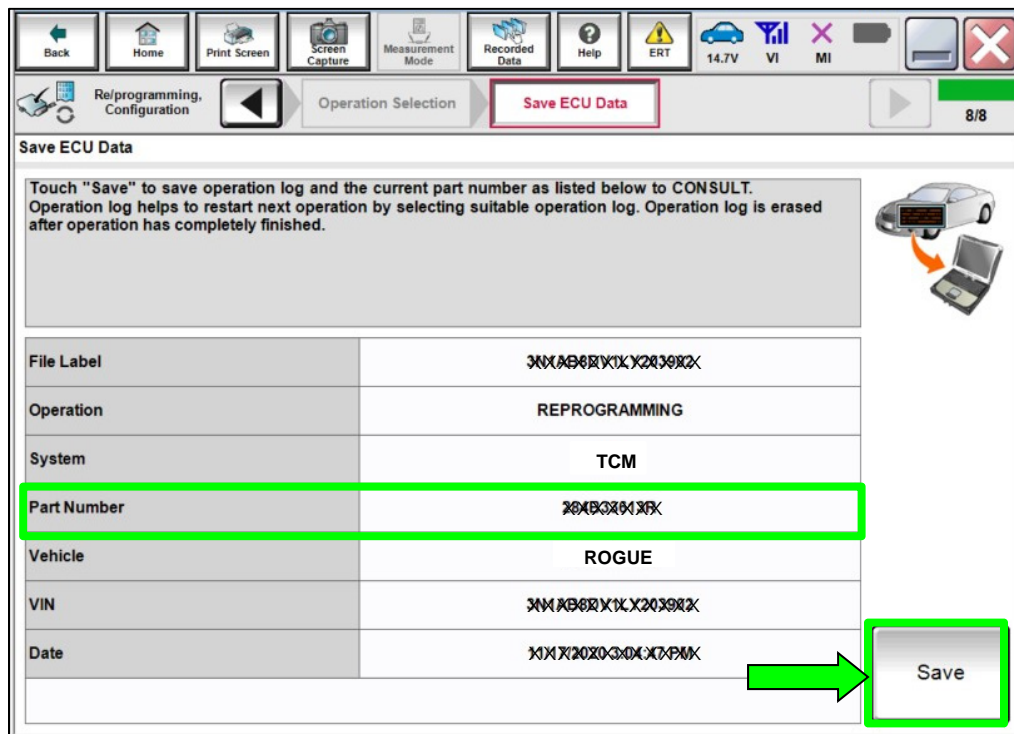 Back
Home
Print Screen
Screen Capture
Measurement Mode
Recorded Data
Help
ERT
14.7V
VI
MI
Re/programming, Configuration
Operation Selection
Save ECU Data
8/8
Save ECU Data
Touch "Save" to save operation log and the current part number as listed below to CONSULT.
Operation log helps to restart next operation by selecting suitable operation log. Operation log is erased
after operation has completely finished.
File Label
Operation REPROGRAMMING
System TCM
Part Number
Vehicle ROGUE
VIN
Date
Save